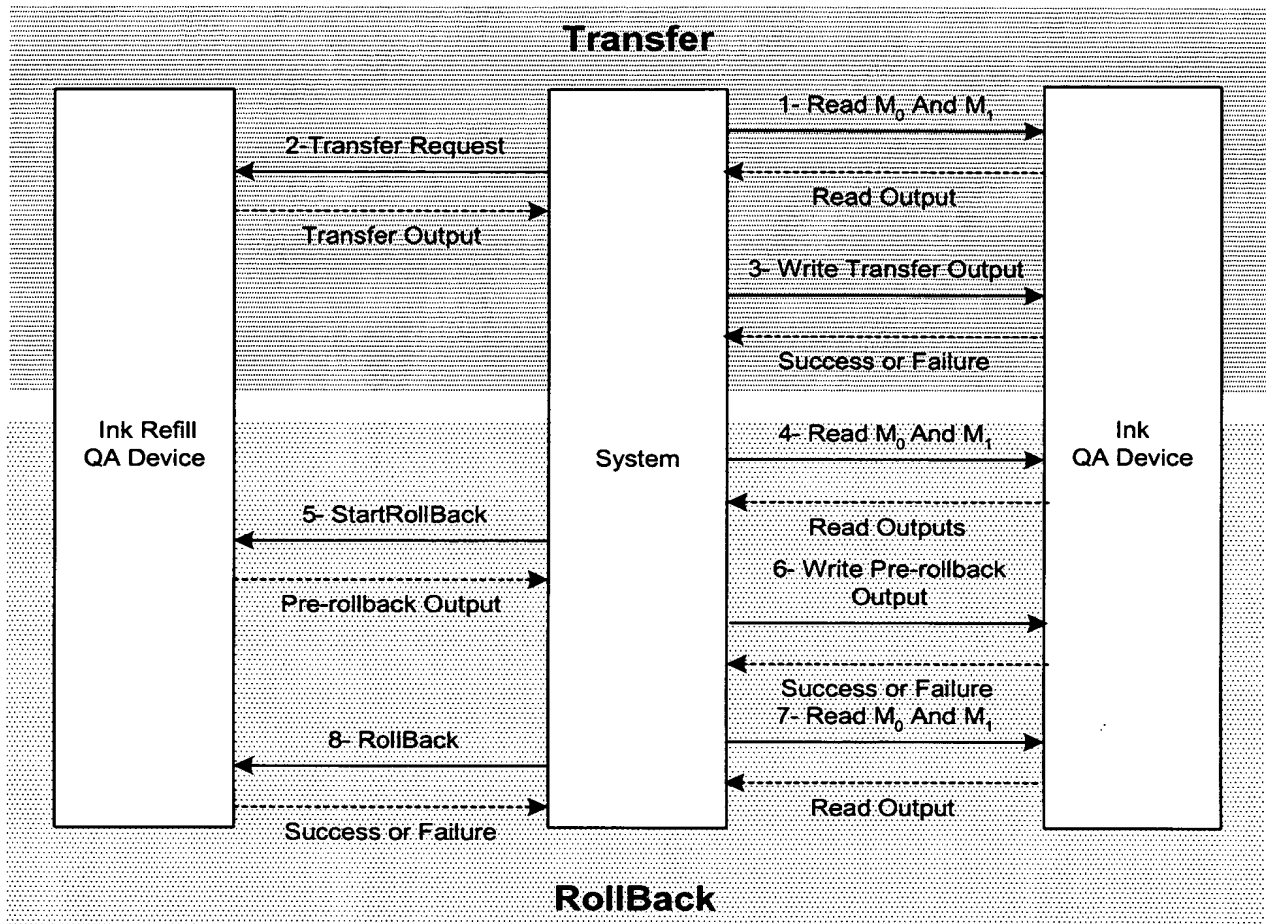 Transfer
1- Read M₀ And M₁
2-Transfer Request
Read Output
Transfer Output
3- Write Transfer Output
Success or Failure
Ink Refill
QA Device
System
Ink
QA Device
4- Read M₀ And M₁
Read Outputs
5- StartRollBack
Pre-rollback Output
6- Write Pre-rollback
Output
Success or Failure
7- Read M₀ And M₁
8- RollBack
Read Output
Success or Failure
RollBack